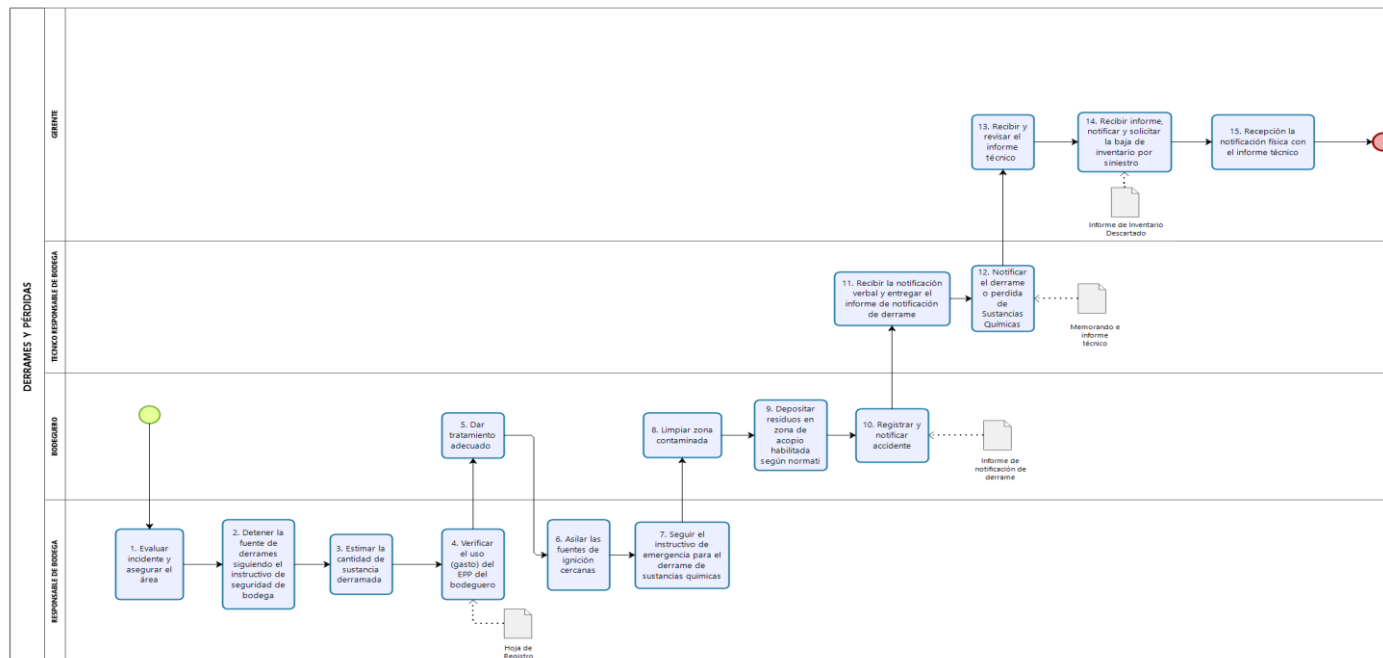 DERRAMES Y PÉRDIDAS
GERENTE
13. Recibir y
revisar el
informe
técnico
14. Recibir informe,
notificar y solicitar
la baja de
inventario por
siniestro
15. Recepción la
notificación física con
el informe técnico
Informe de Inventario
Descartado
TECNICO RESPONSABLE DE BODEGA
11. Recibir la notificación
verbal y entregar el
informe de notificación
de derrame
12. Notificar
el derrame
o perdida de
Sustancias
Químicas
Memorando e
informe
técnico
BODEGUERO
5. Dar
tratamiento
adecuado
8. Limpiar zona
contaminada
9. Depositar
residuos en
zona de
acopio
habilitada
según normati
10. Registrar y
notificar
accidente
Informe de
notificación de
derrame
RESPONSABLE DE BODEGA
1. Evaluar
incidente y
asegurar el
área
2. Detener la
fuente de
derrames
siguiendo el
instructivo de
seguridad de
bodega
3. Estimar la
cantidad de
sustancia
derramada
4. Verificar
el uso
(gasto) del
EPP del
bodeguero
6. Asilar las
fuentes de
ignición
cercanas
7. Seguir el
instructivo de
emergencia para el
derrame de
sustancias quimicas
Hoja de
Registro